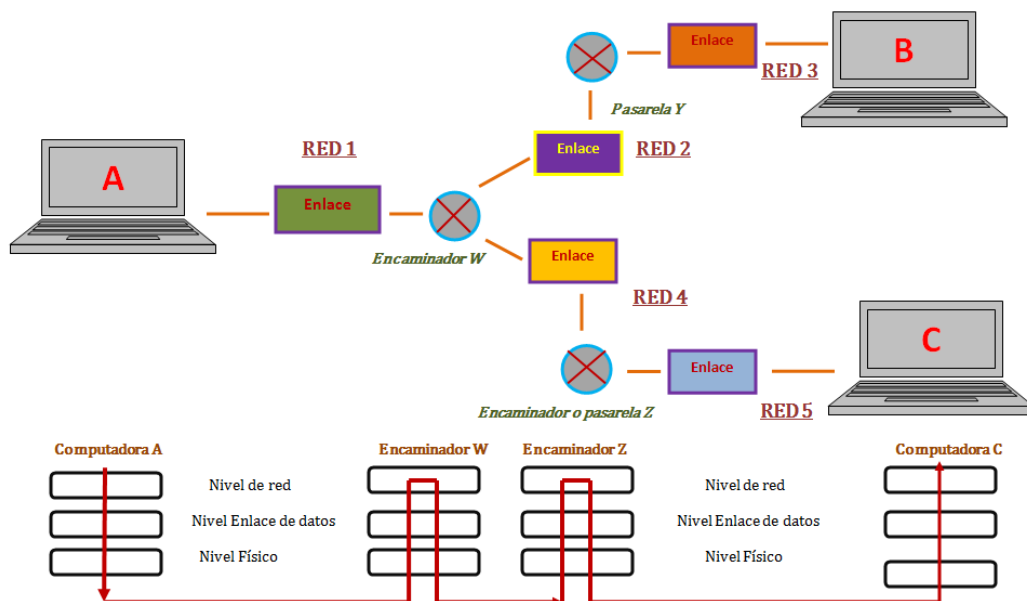 B
Enlace
RED 3
Pasarela Y
RED 1
Enlace
RED 2
A
Enlace
Encaminador W
Enlace
RED 4
C
Enlace
Encaminador o pasarela Z
RED 5
Computadora A
Encaminador W
Encaminador Z
Computadora C
Nivel de red
Nivel de red
Nivel Enlace de datos
Nivel Enlace de datos
Nivel Físico
Nivel Físico